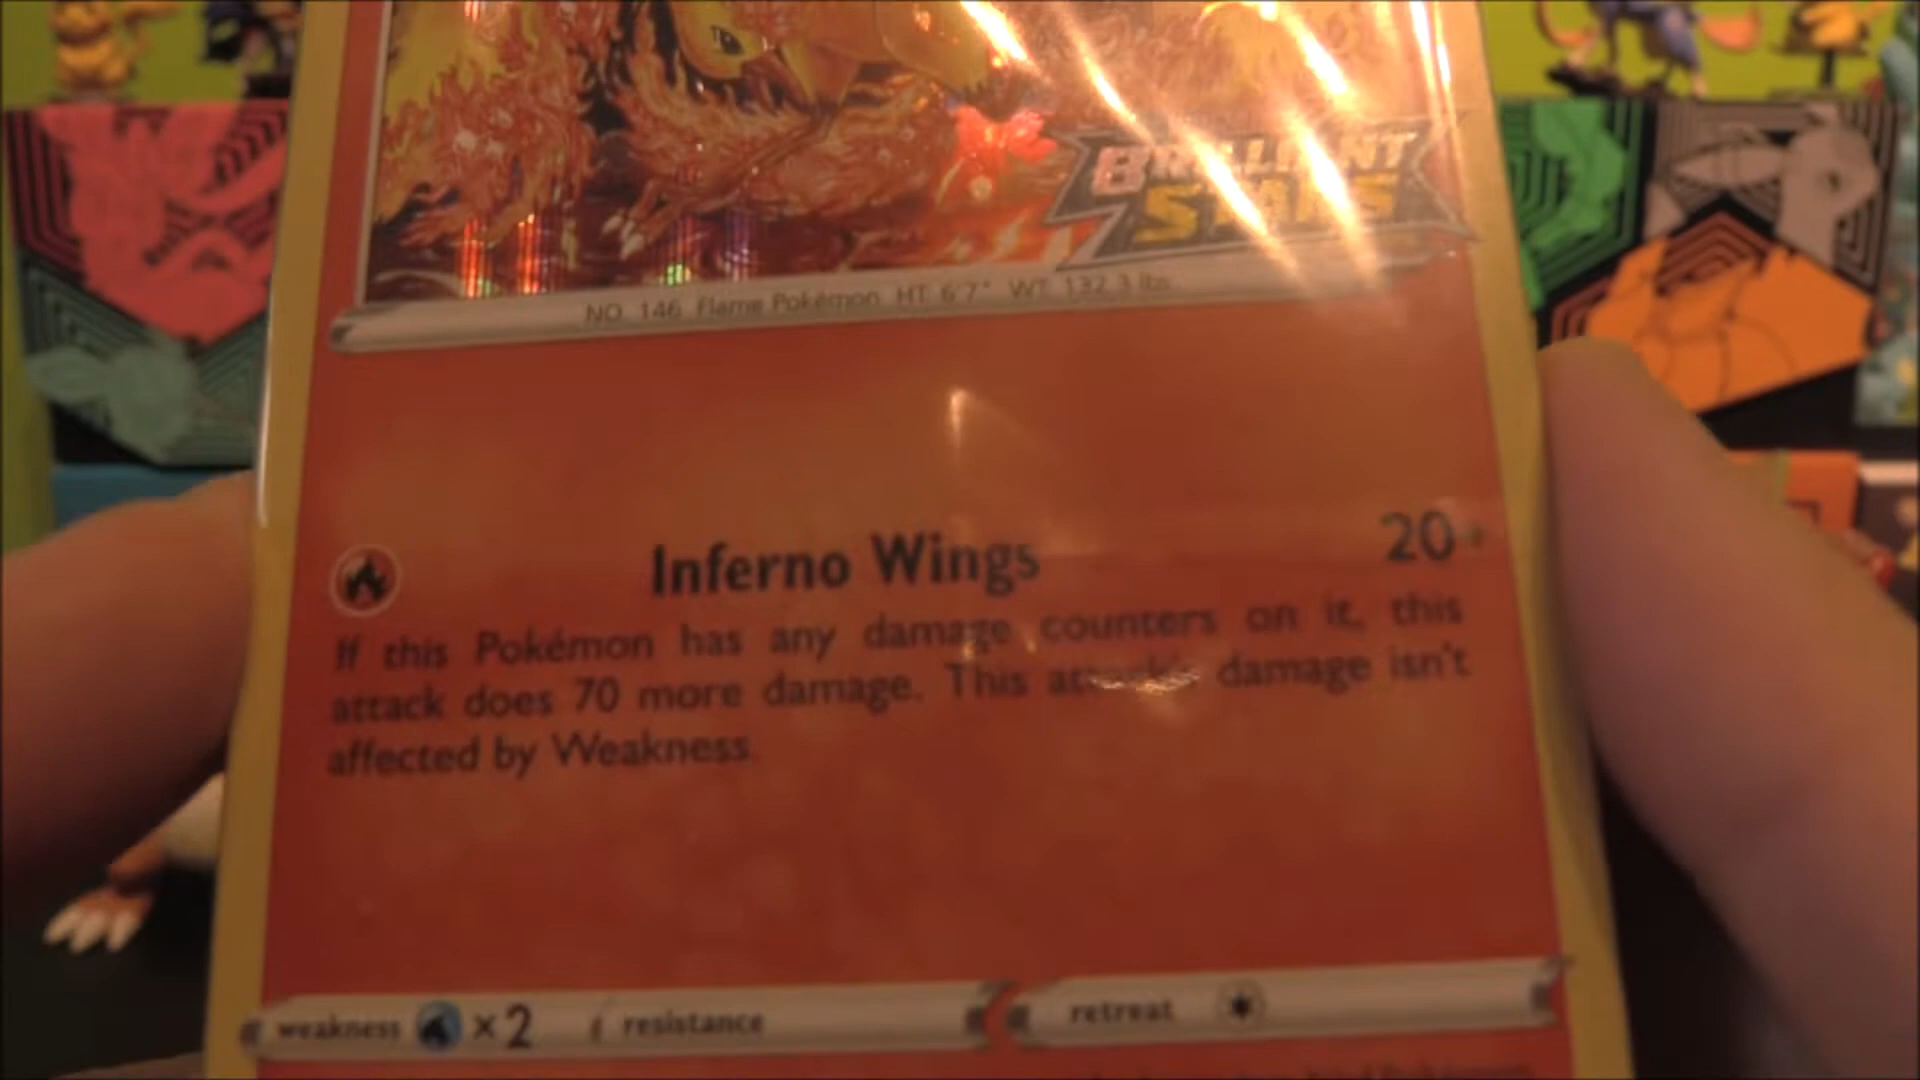 BRILLIANT
STARS
NO. 146 Flame Pokémon HT: 6'7" WT: 132.3 lbs.
Inferno Wings 20+
If this Pokémon has any damage counters on it, this
attack does 70 more damage. This attack's damage isn't
affected by Weakness.
weakness ×2 resistance retreat